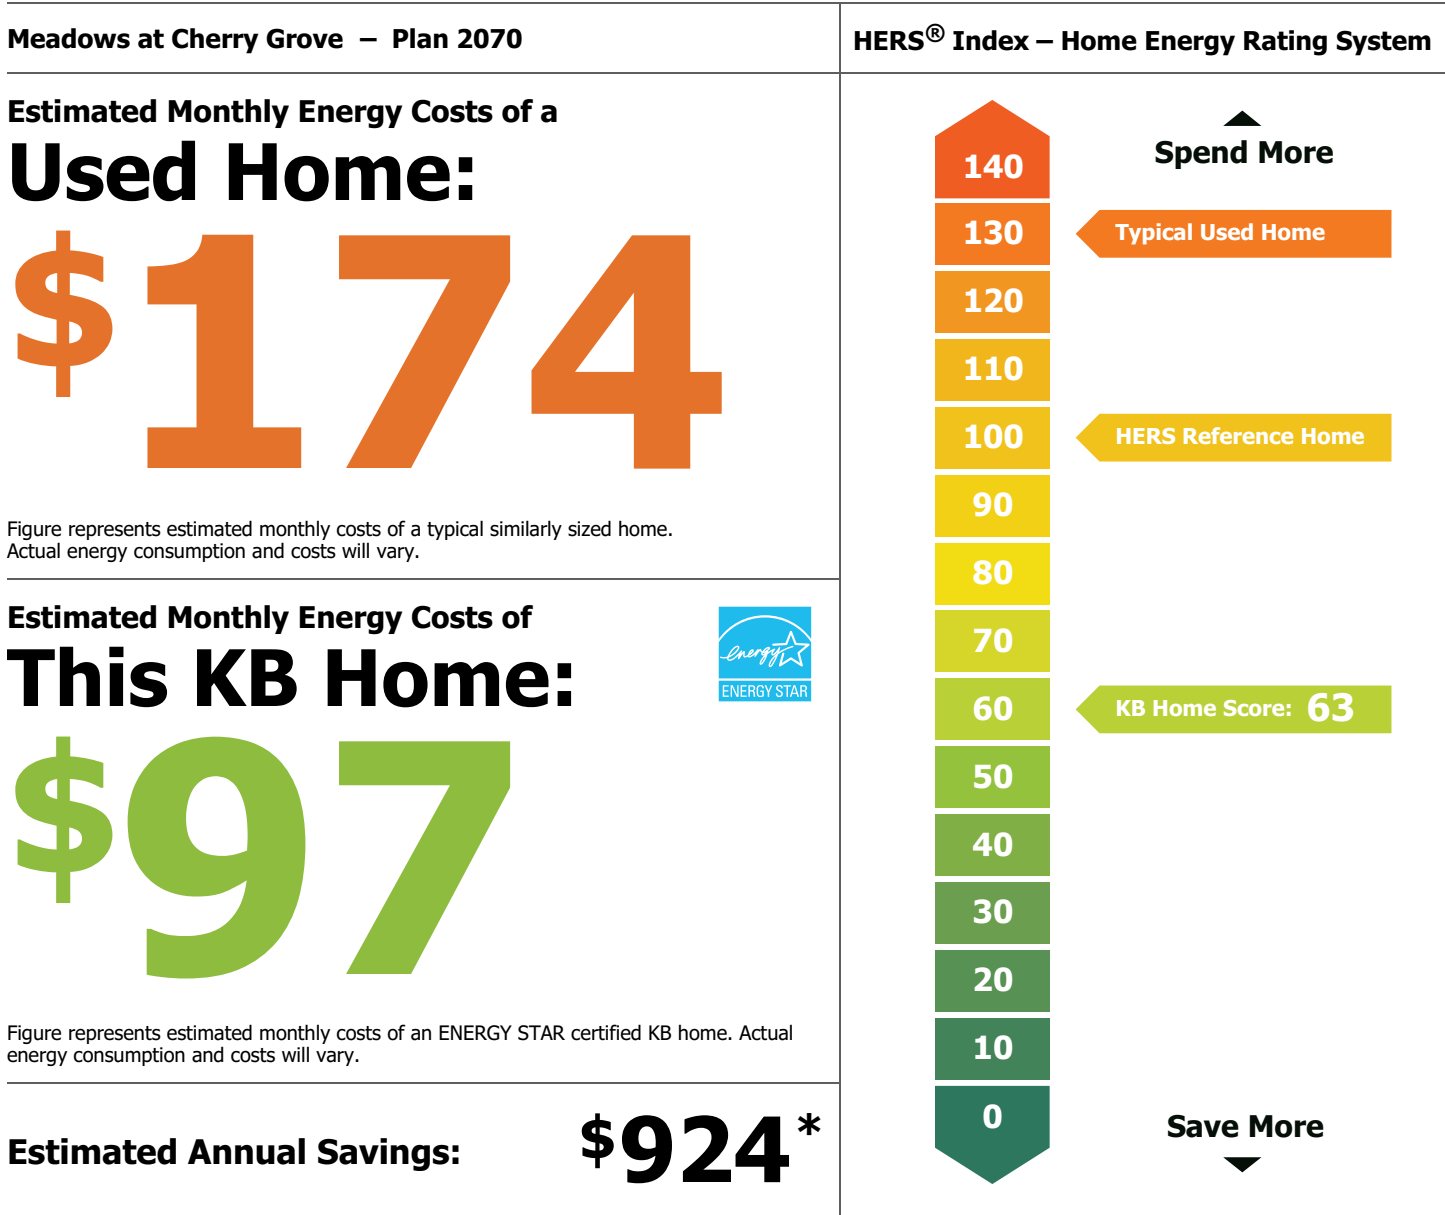 Meadows at Cherry Grove – Plan 2070
Estimated Monthly Energy Costs of a
Used Home:
$174
Figure represents estimated monthly costs of a typical similarly sized home.
Actual energy consumption and costs will vary.
Estimated Monthly Energy Costs of
This KB Home:
energy
ENERGY STAR
$97
Figure represents estimated monthly costs of an ENERGY STAR certified KB home. Actual
energy consumption and costs will vary.
Estimated Annual Savings: $924*
HERS® Index – Home Energy Rating System
Spend More
140
130 Typical Used Home
120
110
100 HERS Reference Home
90
80
70
60 KB Home Score: 63
50
40
30
20
10
0
Save More